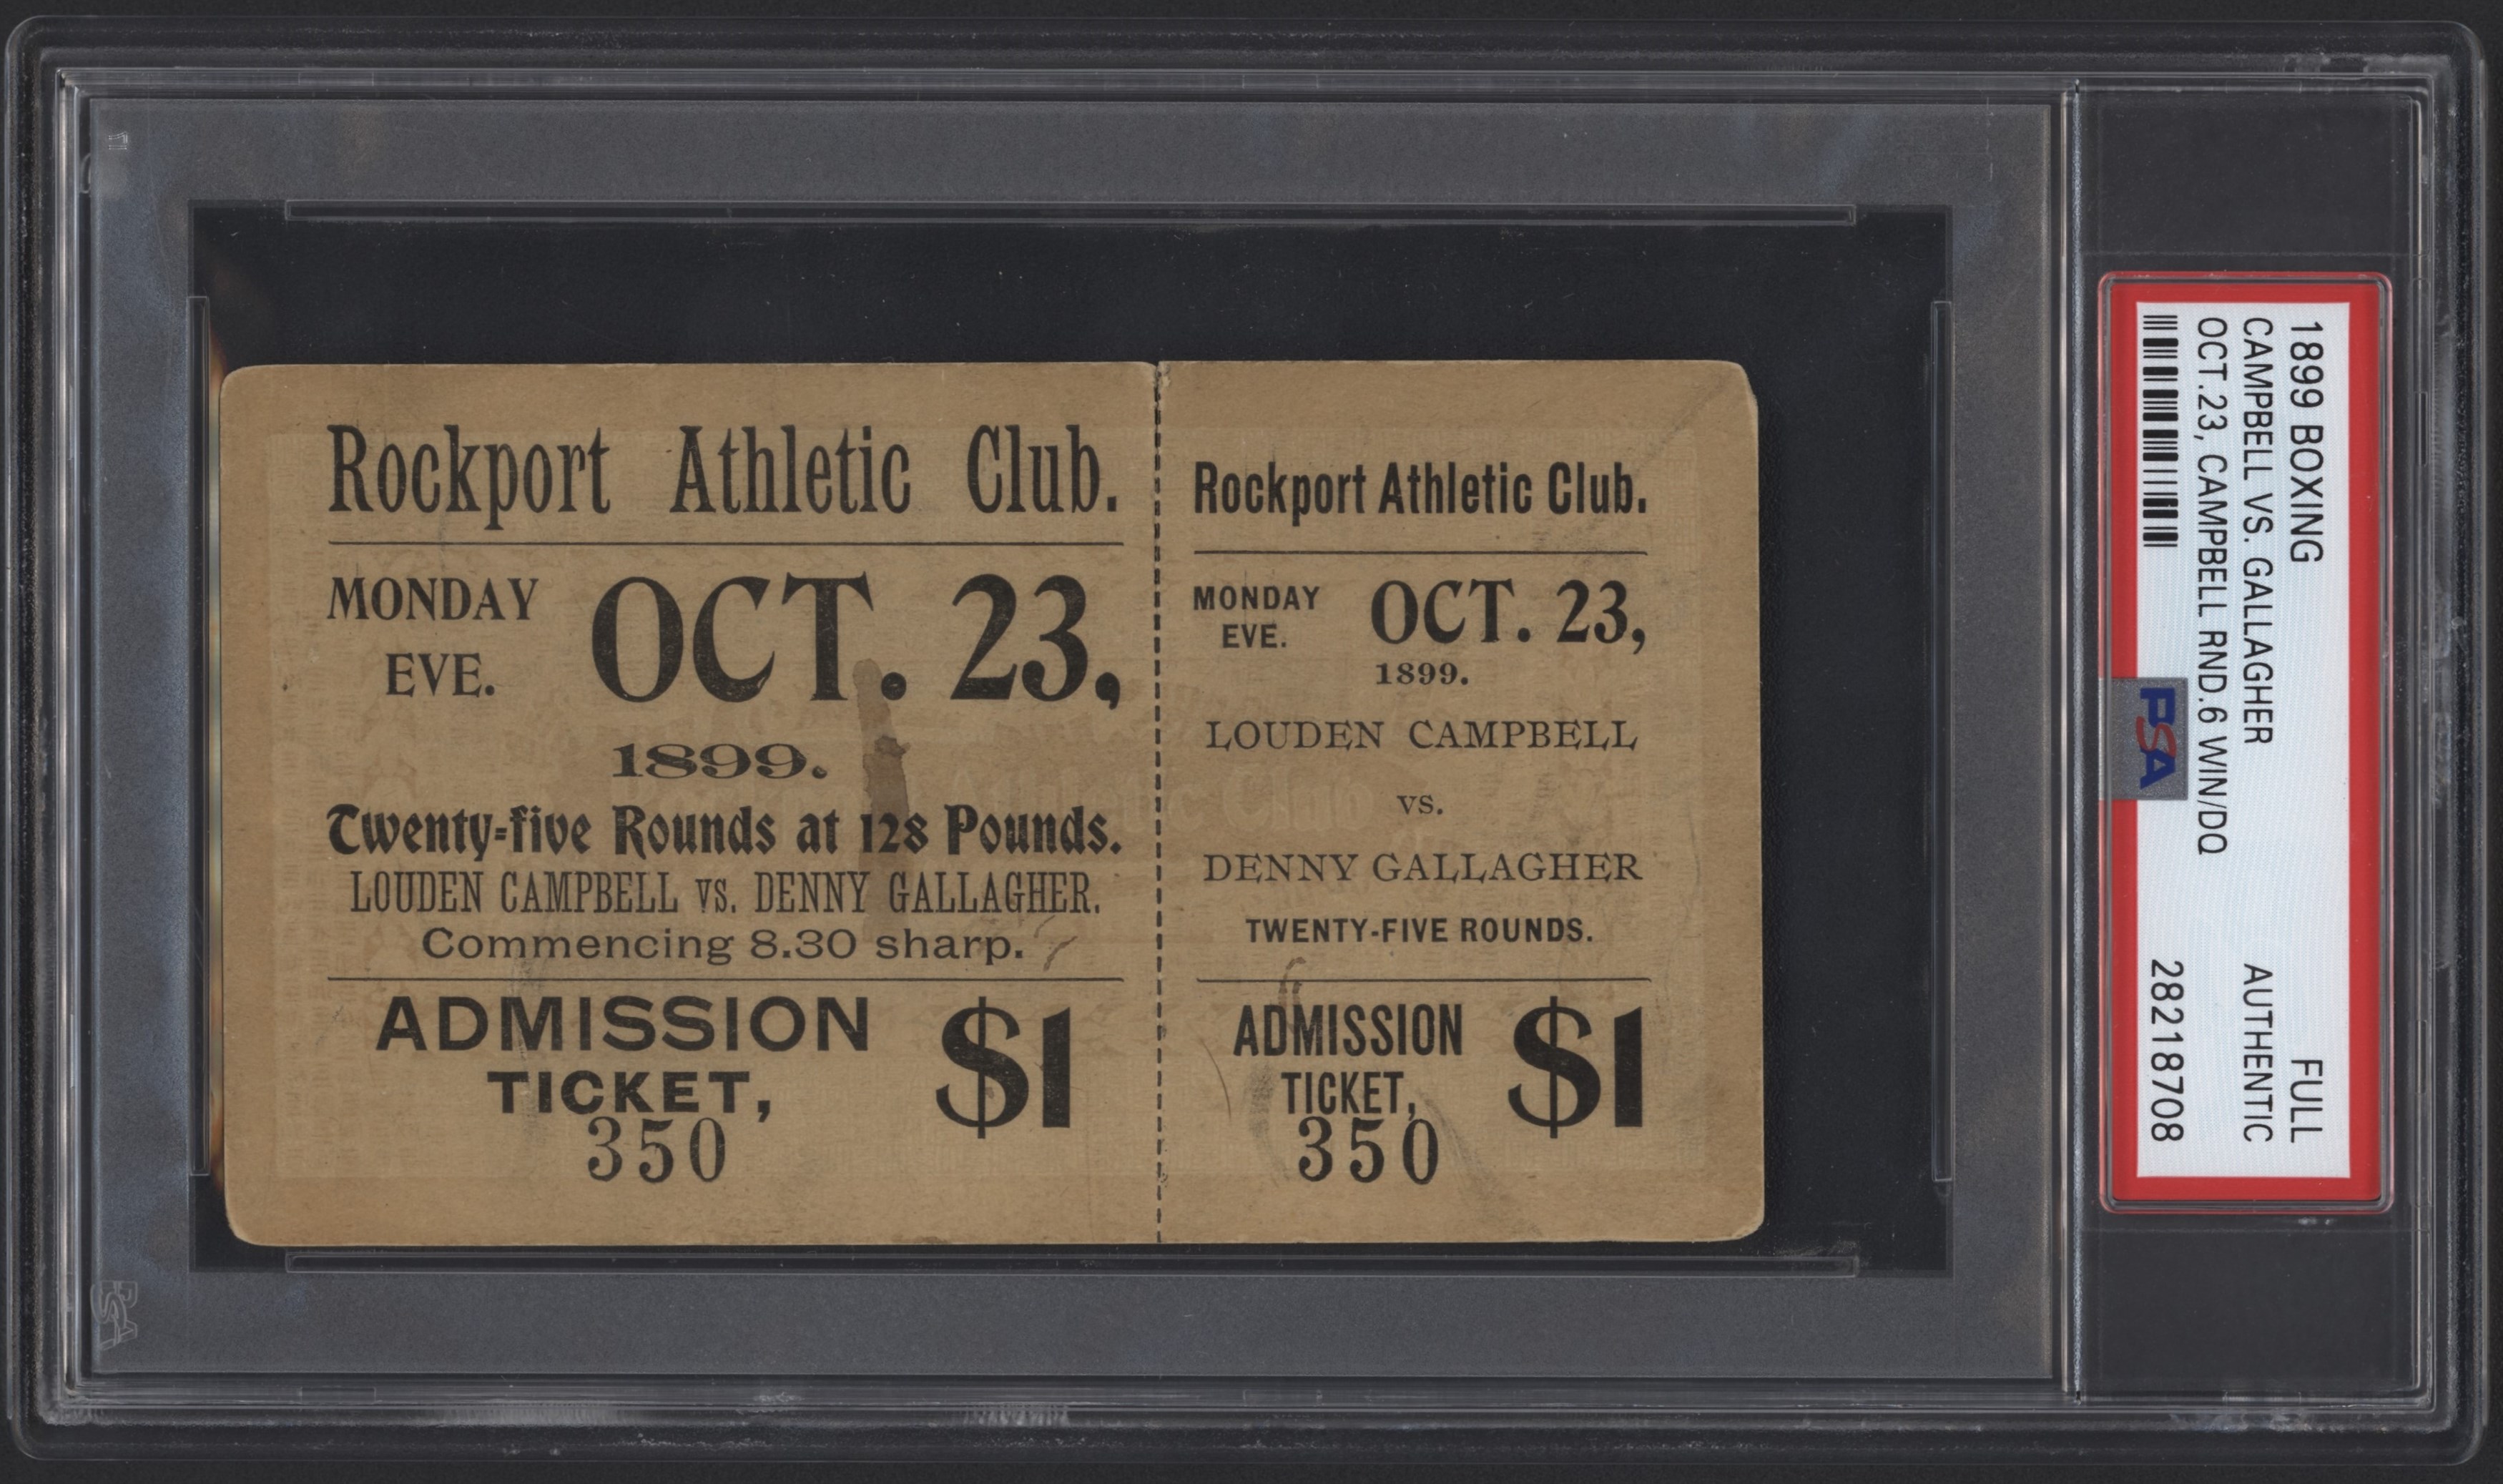 Rockport Athletic Club.
MONDAY EVE. OCT. 23,
1899.
Twenty-five Rounds at 128 Pounds.
LOUDEN CAMPBELL VS. DENNY GALLAGHER.
Commencing 8.30 sharp.
ADMISSION TICKET, $1
350
Rockport Athletic Club.
MONDAY EVE. OCT. 23,
1899.
LOUDEN CAMPBELL
VS.
DENNY GALLAGHER
TWENTY-FIVE ROUNDS.
ADMISSION TICKET, $1
350
1899 BOXING FULL
CAMPBELL VS. GALLAGHER AUTHENTIC
OCT.23, CAMPBELL RND.6 WIN/DQ
28218708
PSA
PSA